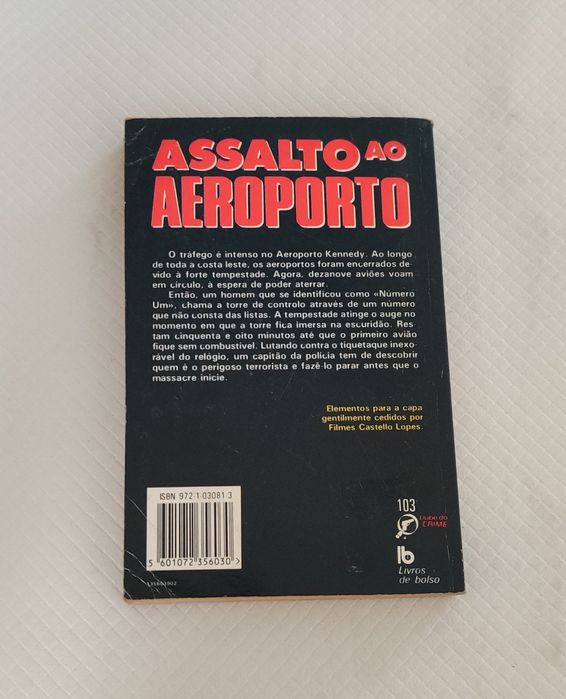 ASSALTO AO
AEROPORTO
O tráfego é intenso no Aeroporto Kennedy. Ao longo
de toda a costa leste, os aeroportos foram encerrados de-
vido à forte tempestade. Agora, dezanove aviões voam
em círculo, à espera de poder aterrar.
Então, um homem que se identificou como «Número
Um», chama a torre de controlo através de um número
que não consta das listas. A tempestade atinge o auge no
momento em que a torre fica imersa na escuridão. Res-
tam cinquenta e oito minutos até que o primeiro avião
fique sem combustível. Lutando contra o tiquetaque inexo-
rável do relógio, um capitão da polícia tem de descobrir
quem é o perigoso terrorista e fazê-lo parar antes que o
massacre inicie.
Elementos para a capa
gentilmente cedidos por
Filmes Castello Lopes.
ISBN 972 1 03081 3
5 601072 356030 >
135603902
103
Clube do
CRIME
lb
Livros
de bolso